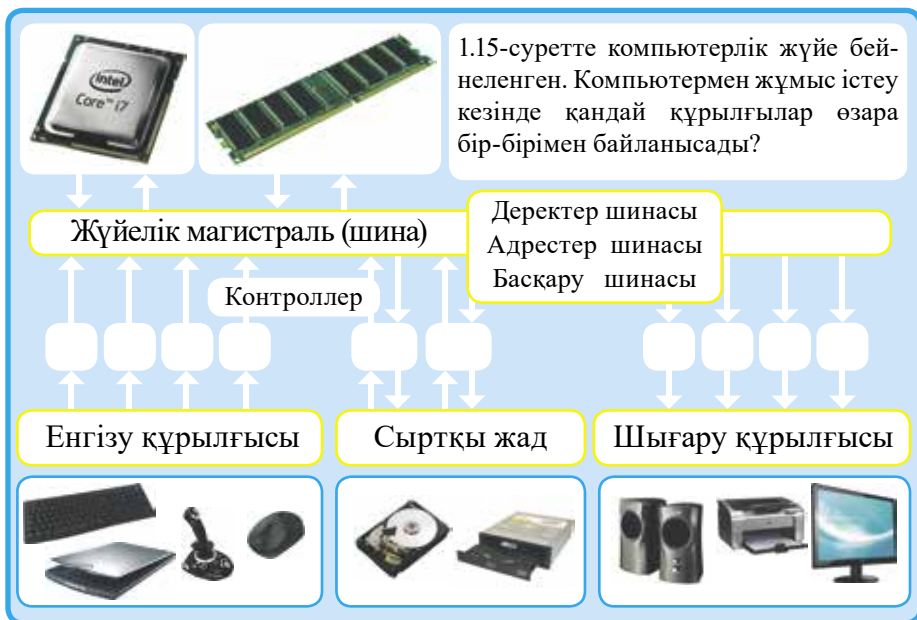 intel
Core™ i7
1.15-суретте компьютерлік жүйе бей-
неленген. Компьютермен жұмыс істеу
кезінде қандай құрылғылар өзара
бір-бірімен байланысады?
Жүйелік магистраль (шина)
Деректер шинасы
Адрестер шинасы
Басқару шинасы
Контроллер
Енгізу құрылғысы
Сыртқы жад
Шығару құрылғысы